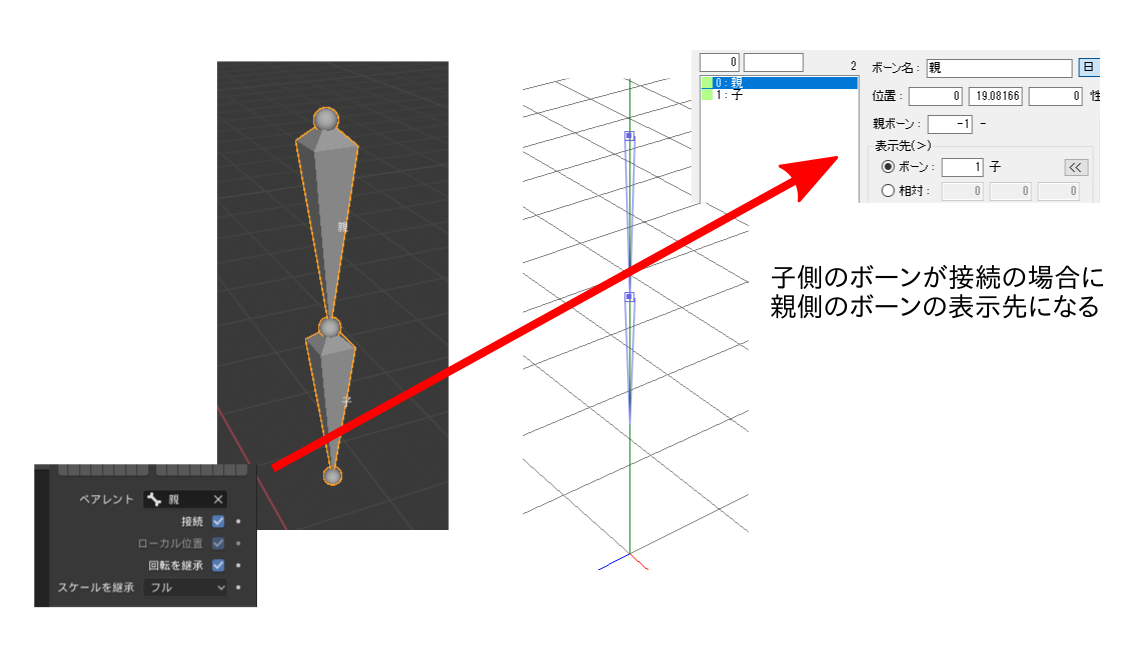 0
2
0：親
1：子
ボーン名： 親 日
位置： 0 19.08166 0 性
親ボーン： -1 -
表示先(>)
ボーン： 1 子 <<
相対： 0 0 0
親
子
子側のボーンが接続の場合に
親側のボーンの表示先になる
ペアレント 親
接続
ローカル位置
回転を継承
スケールを継承 フル